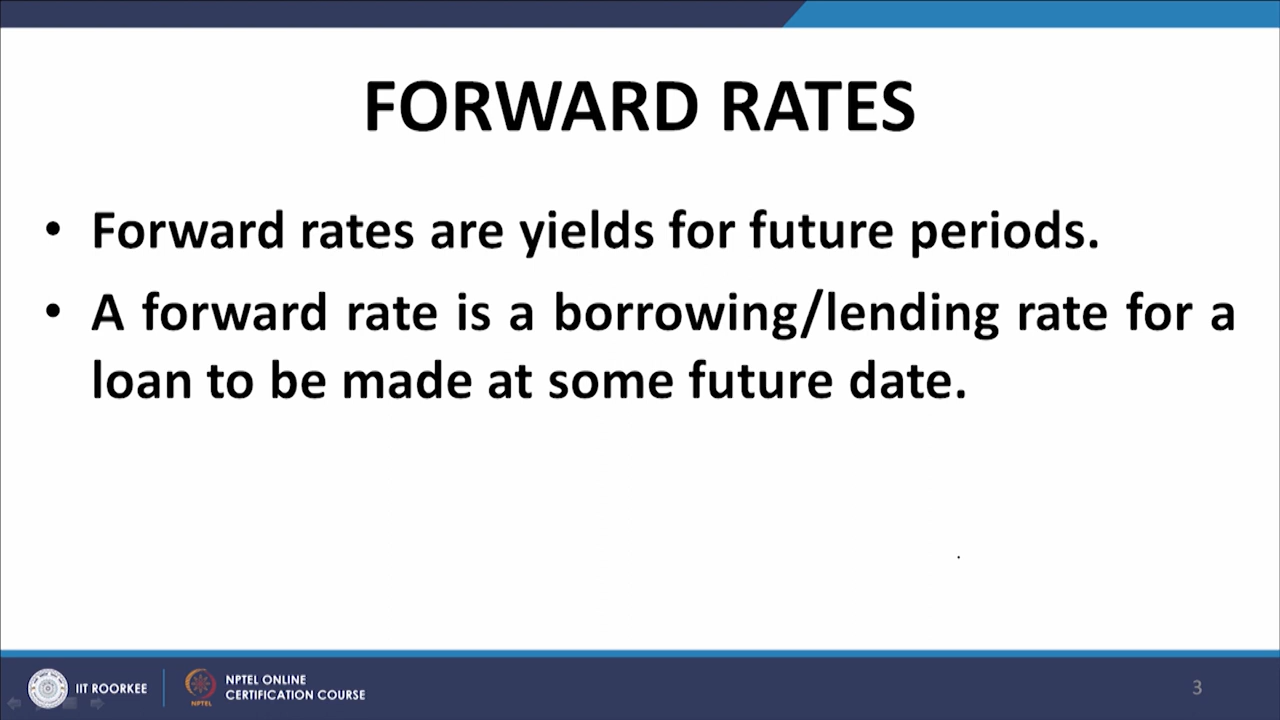 FORWARD RATES
• Forward rates are yields for future periods.
• A forward rate is a borrowing/lending rate for a
loan to be made at some future date.
IIT ROORKEE
NPTEL
NPTEL ONLINE
CERTIFICATION COURSE
3